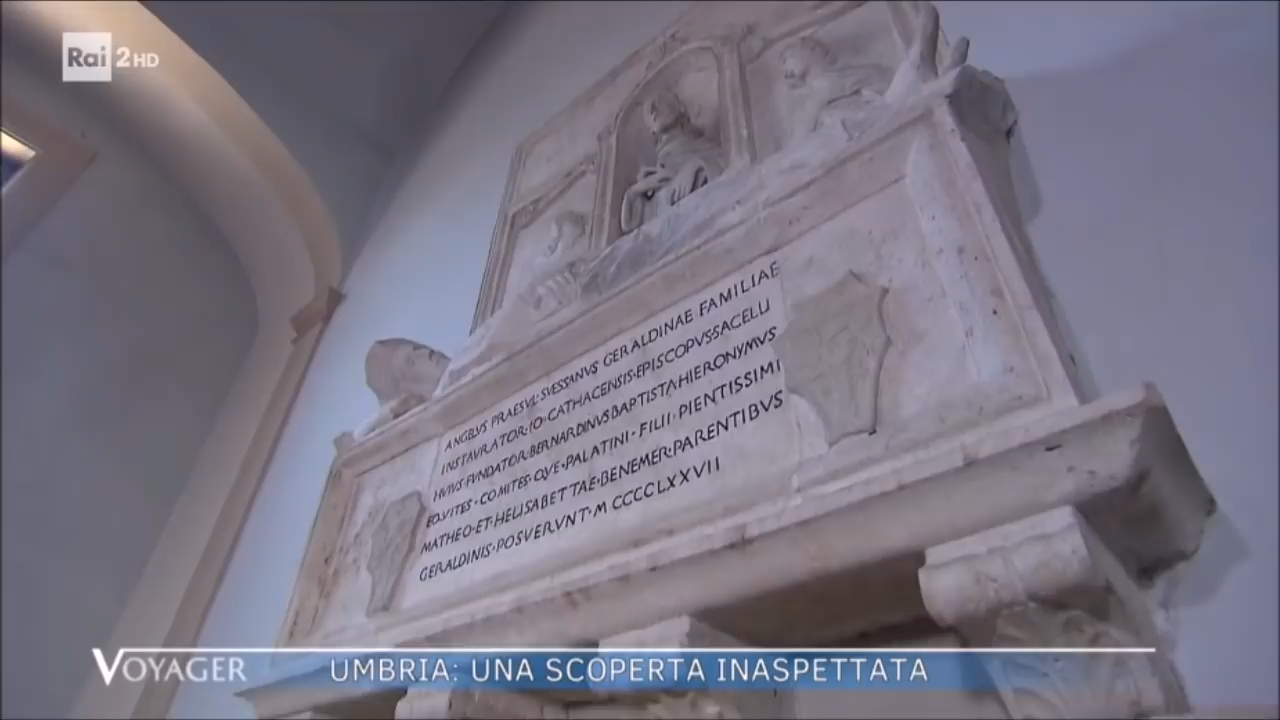 Rai 2HD
ANGELVS PRAESVL·SVESSANVS GERALDINAE FAMILIAE
INSTAVRATOR·IO·CATHACENSIS·EPISCOPVS·SACELLI
HVIVS·FVNDATOR·BERNARDINVS·BAPTISTA·HIERONYMVS
EQVITES·COMITES·QVE·PALATINI·FILII·PIENTISSIMI
MATHEO·ET·HELISABETTAE·BENEMER·PARENTIBVS
GERALDINIS·POSVERVNT·M CCCCLXXVII
VOYAGER
UMBRIA: UNA SCOPERTA INASPETTATA